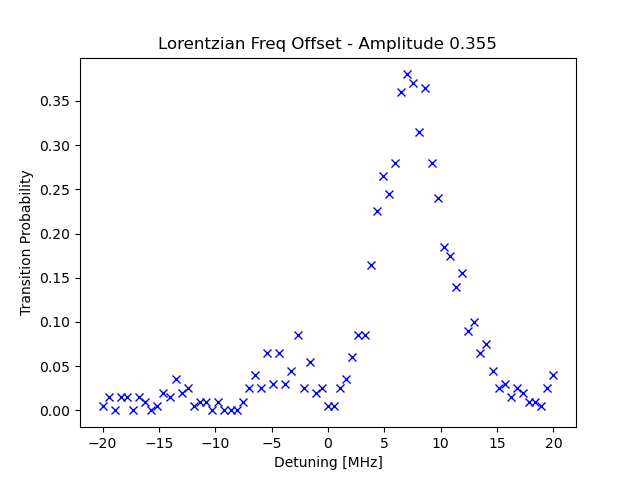 Lorentzian Freq Offset - Amplitude 0.355
Transition Probability
0.35
0.30
0.25
0.20
0.15
0.10
0.05
0.00
−20 −15 −10 −5 0 5 10 15 20
Detuning [MHz]